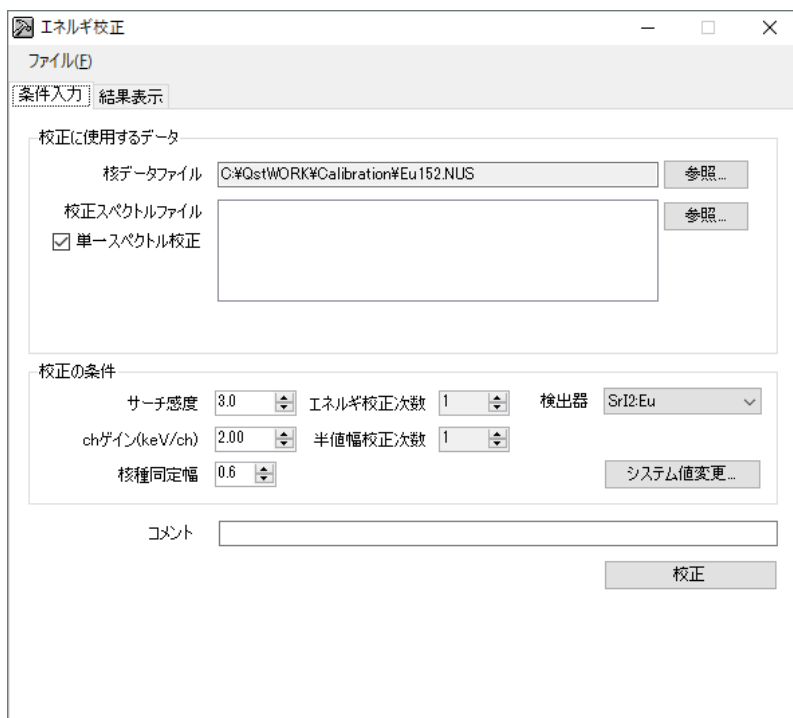 エネルギ校正
ファイル(F)
条件入力 結果表示
校正に使用するデータ
核データファイル C:¥QstWORK¥Calibration¥Eu152.NUS 参照...
校正スペクトルファイル 参照...
単一スペクトル校正
校正の条件
サーチ感度 3.0 エネルギ校正次数 1 検出器 SrI2:Eu
chゲイン(keV/ch) 2.00 半値幅校正次数 1
核種同定幅 0.6 システム値変更...
コメント
校正